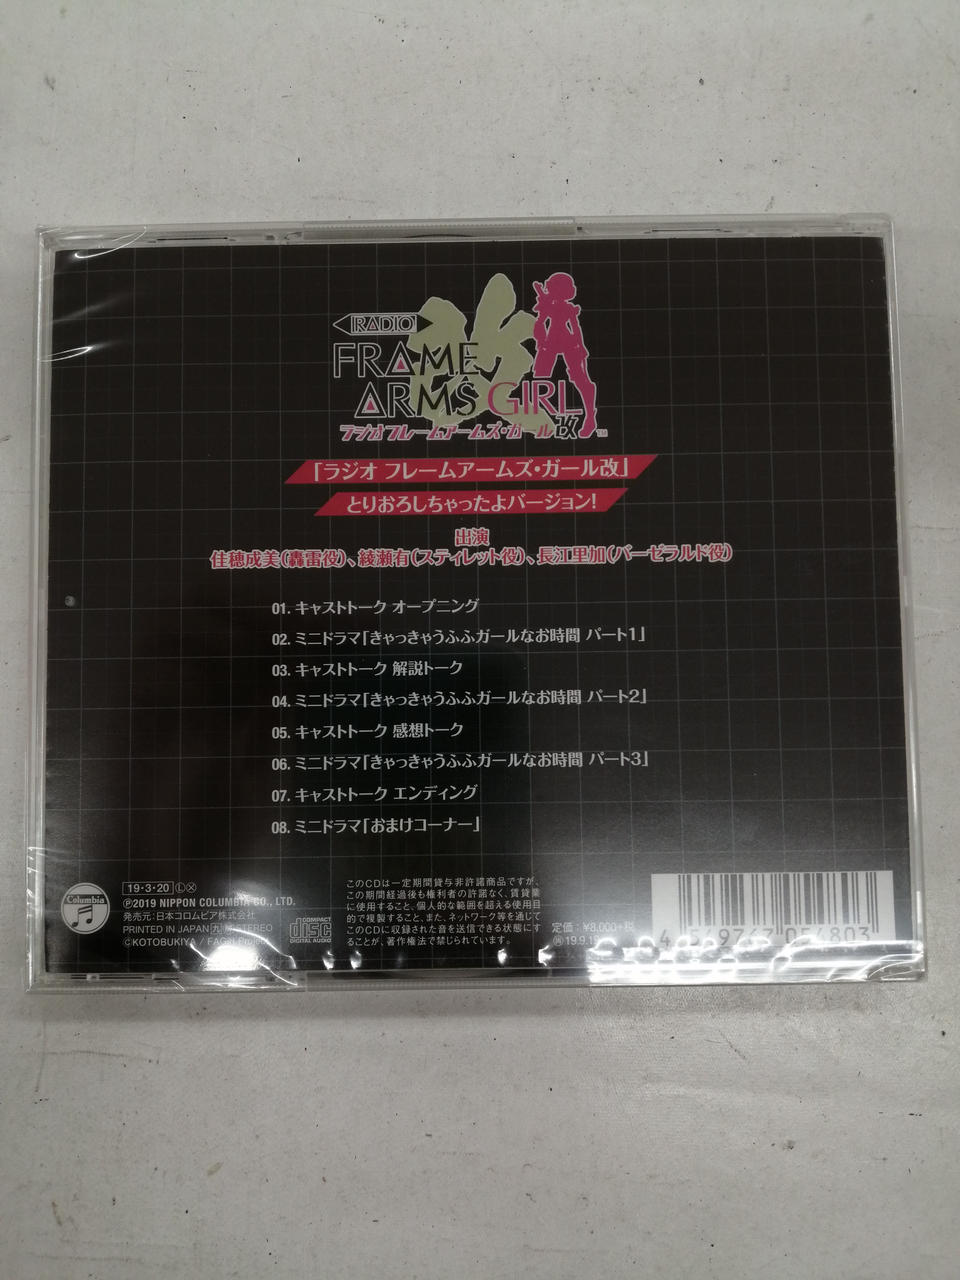 RADIO
FRAME
ARMS GIRL
ラジオ フレームアームズ・ガール改
TM
「ラジオ フレームアームズ・ガール改」
とりおろしちゃったよバージョン!
出演
佳穂成美(轟雷役)、綾瀬有(スティレット役)、長江里加(バーゼラルド役)
01. キャストトーク オープニング
02. ミニドラマ「きゃっきゃうふふガールなお時間 パート1」
03. キャストトーク 解説トーク
04. ミニドラマ「きゃっきゃうふふガールなお時間 パート2」
05. キャストトーク 感想トーク
06. ミニドラマ「きゃっきゃうふふガールなお時間 パート3」
07. キャストトーク エンディング
08. ミニドラマ「おまけコーナー」
Columbia
19・3・20 Ⓛ
Ⓟ2019 NIPPON COLUMBIA CO., LTD.
発売元:日本コロムビア株式会社
PRINTED IN JAPAN STEREO
©KOTOBUKIYA / FAGirl Project
COMPACT
disc
DIGITAL AUDIO
このCDは一定期間貸与非許諾商品ですが、
この期間経過後も権利者の許諾なく、賃貸業
に使用すること、個人的な範囲を超える使用目
的で複製すること、また、ネットワーク等を通じて
このCDに収録された音を送信できる状態にす
ることが、著作権法で禁じられています。
定価:¥8,000+税
19.9.19
4 549767 054803